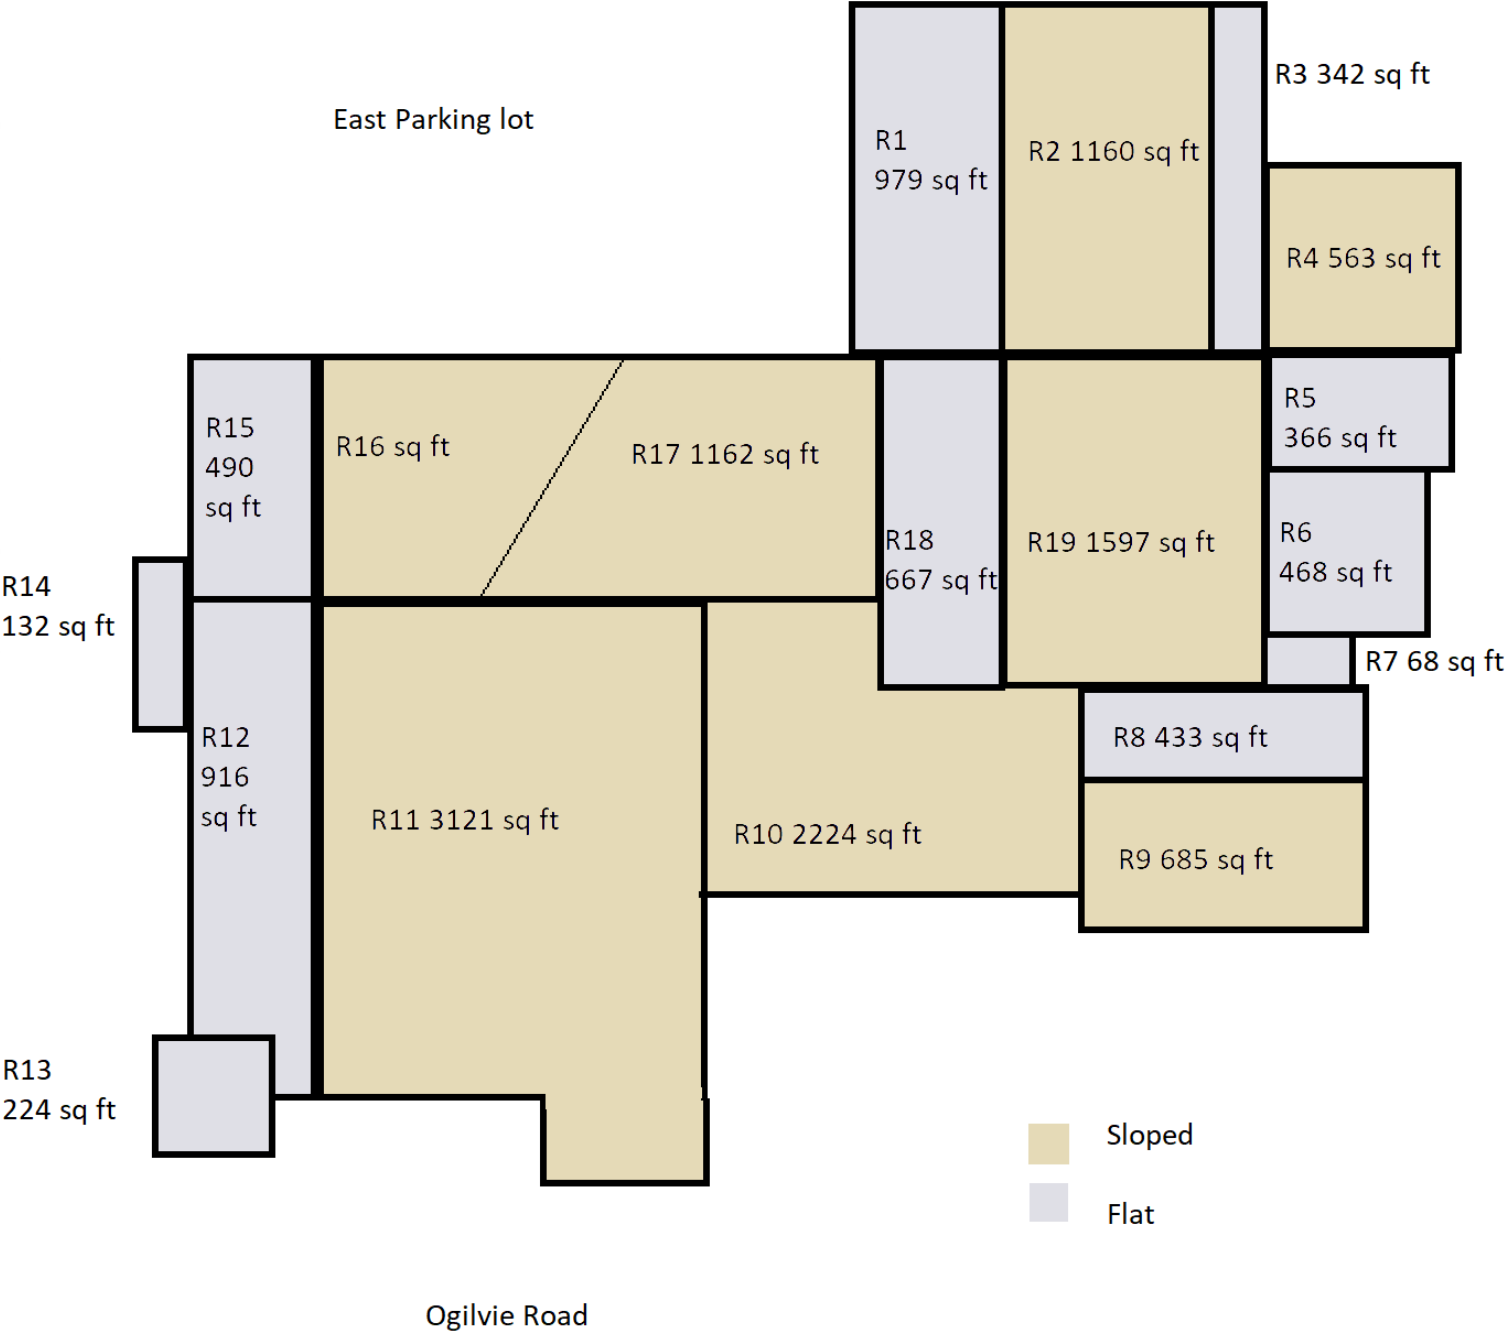 R3 342 sq ft
East Parking lot
R1
979 sq ft
R2 1160 sq ft
R4 563 sq ft
R5
366 sq ft
R15
490
sq ft
R16 sq ft
R17 1162 sq ft
R18
667 sq ft
R19 1597 sq ft
R6
468 sq ft
R14
132 sq ft
R7 68 sq ft
R12
916
sq ft
R8 433 sq ft
R11 3121 sq ft
R10 2224 sq ft
R9 685 sq ft
R13
224 sq ft
Sloped
Flat
Ogilvie Road